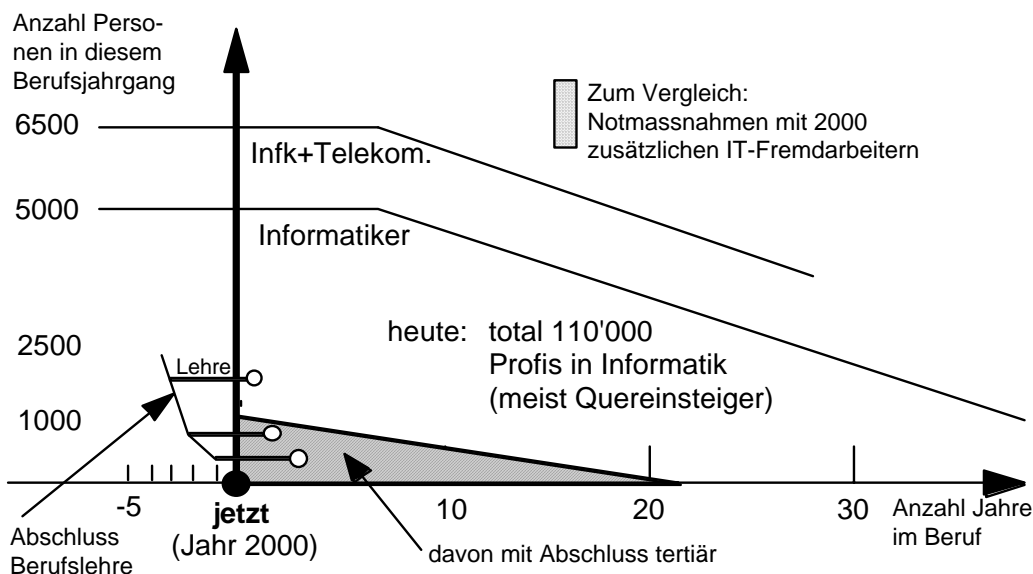 Anzahl Perso-
nen in diesem
Berufsjahrgang
Zum Vergleich:
Notmassnahmen mit 2000
zusätzlichen IT-Fremdarbeitern
6500
Infk+Telekom.
5000
Informatiker
heute: total 110'000
Profis in Informatik
(meist Quereinsteiger)
2500
Lehre
1000
-5
jetzt
(Jahr 2000)
10
20
30
Anzahl Jahre
im Beruf
Abschluss
Berufslehre
davon mit Abschluss tertiär